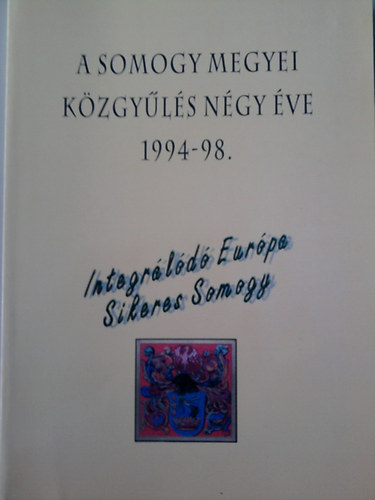 A SOMOGY MEGYEI
KÖZGYŰLÉS NÉGY ÉVE
1994-98.
Integrálódó Európa
Sikeres Somogy